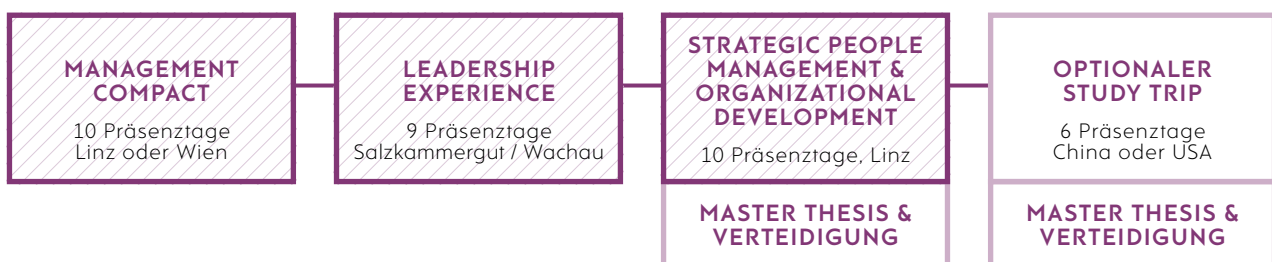 MANAGEMENT
COMPACT
10 Präsenztage
Linz oder Wien
LEADERSHIP
EXPERIENCE
9 Präsenztage
Salzkammergut / Wachau
STRATEGIC PEOPLE
MANAGEMENT &
ORGANIZATIONAL
DEVELOPMENT
10 Präsenztage, Linz
MASTER THESIS &
VERTEIDIGUNG
OPTIONALER
STUDY TRIP
6 Präsenztage
China oder USA
MASTER THESIS &
VERTEIDIGUNG